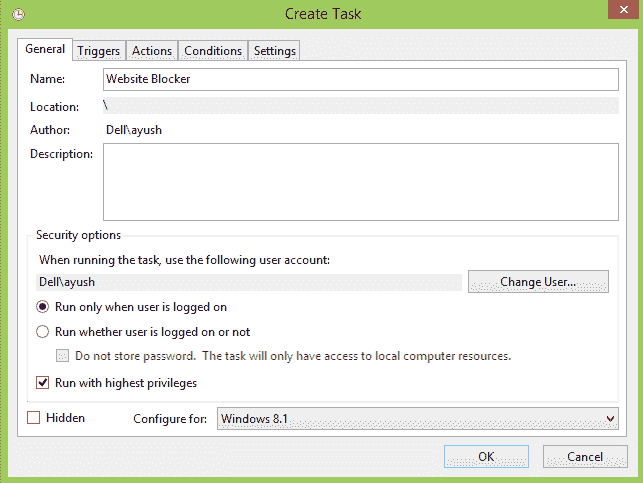 Create Task
General Triggers Actions Conditions Settings
Name: Website Blocker
Location: \
Author: Dell\ayush
Description:
Security options
When running the task, use the following user account:
Dell\ayush Change User...
Run only when user is logged on
Run whether user is logged on or not
Do not store password. The task will only have access to local computer resources.
Run with highest privileges
Hidden Configure for: Windows 8.1
OK Cancel